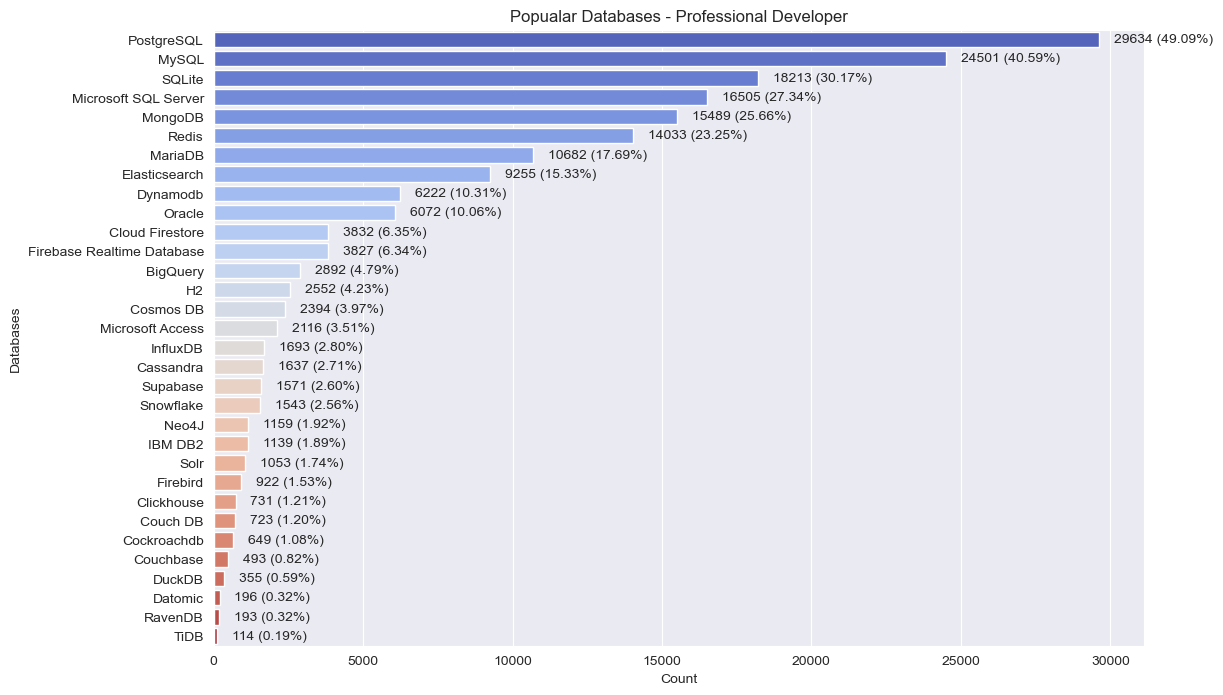 Popualar Databases - Professional Developer
Databases
PostgreSQL 29634 (49.09%)
MySQL 24501 (40.59%)
SQLite 18213 (30.17%)
Microsoft SQL Server 16505 (27.34%)
MongoDB 15489 (25.66%)
Redis 14033 (23.25%)
MariaDB 10682 (17.69%)
Elasticsearch 9255 (15.33%)
Dynamodb 6222 (10.31%)
Oracle 6072 (10.06%)
Cloud Firestore 3832 (6.35%)
Firebase Realtime Database 3827 (6.34%)
BigQuery 2892 (4.79%)
H2 2552 (4.23%)
Cosmos DB 2394 (3.97%)
Microsoft Access 2116 (3.51%)
InfluxDB 1693 (2.80%)
Cassandra 1637 (2.71%)
Supabase 1571 (2.60%)
Snowflake 1543 (2.56%)
Neo4J 1159 (1.92%)
IBM DB2 1139 (1.89%)
Solr 1053 (1.74%)
Firebird 922 (1.53%)
Clickhouse 731 (1.21%)
Couch DB 723 (1.20%)
Cockroachdb 649 (1.08%)
Couchbase 493 (0.82%)
DuckDB 355 (0.59%)
Datomic 196 (0.32%)
RavenDB 193 (0.32%)
TiDB 114 (0.19%)
0 5000 10000 15000 20000 25000 30000
Count